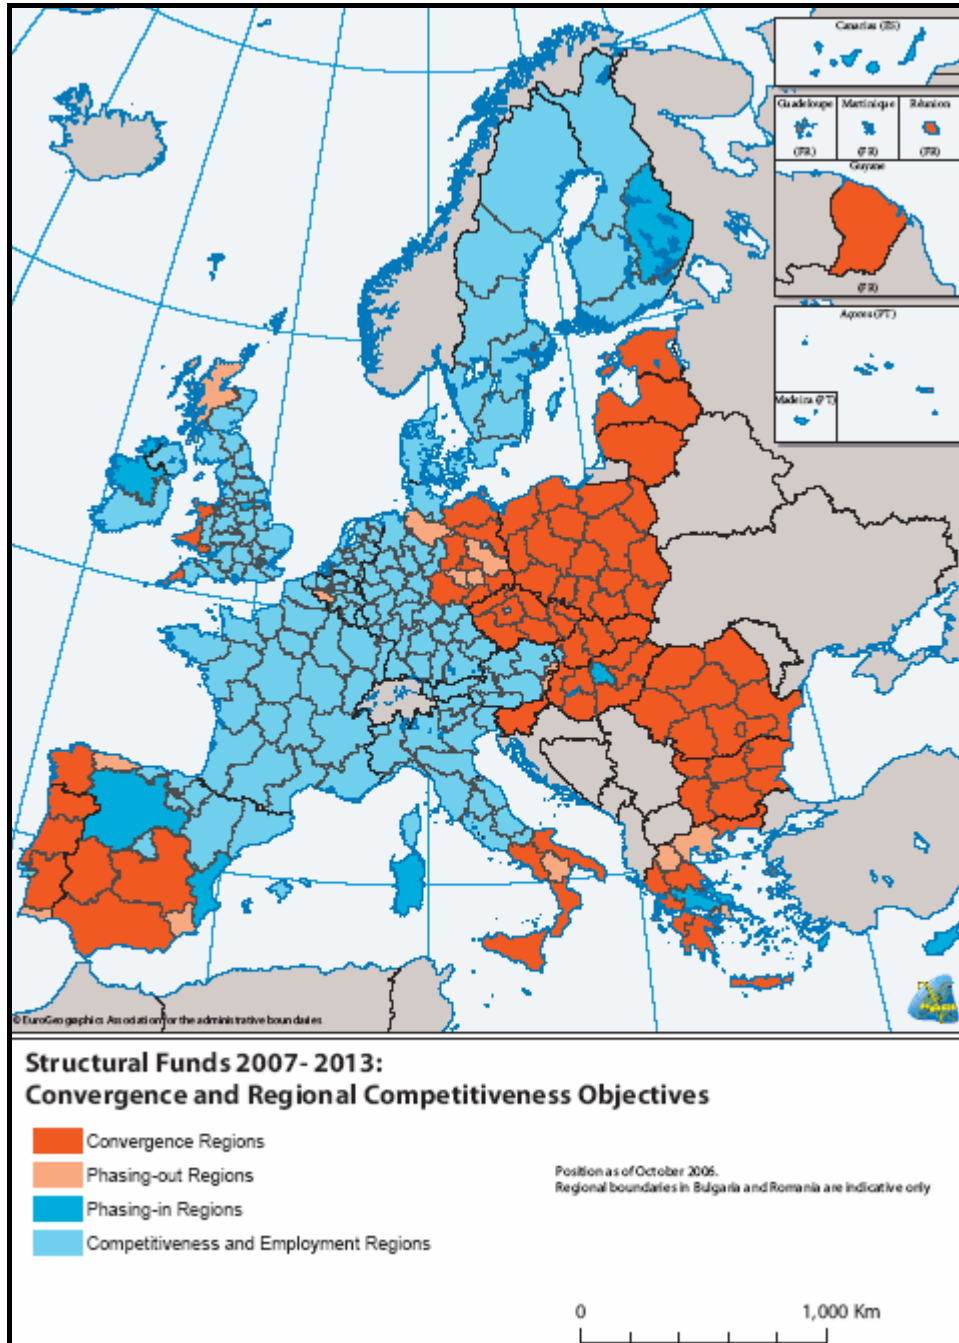 Canarias (ES)
Guadeloupe Martinique Réunion
(FR) (FR) (FR)
Guyane
(FR)
Açores (PT)
Madeira (PT)
© EuroGeographics Association for the administrative boundaries
Structural Funds 2007- 2013:
Convergence and Regional Competitiveness Objectives
Convergence Regions
Phasing-out Regions
Phasing-in Regions
Competitiveness and Employment Regions
Position as of October 2006.
Regional boundaries in Bulgaria and Romania are indicative only
0 1,000 Km